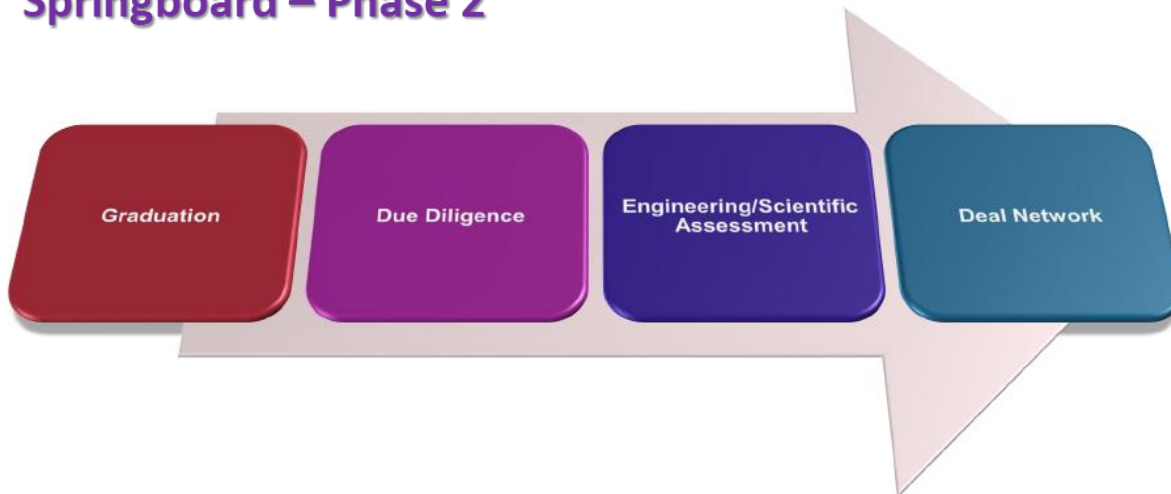 Springboard – Phase 2
Graduation
Due Diligence
Engineering/Scientific
Assessment
Deal Network